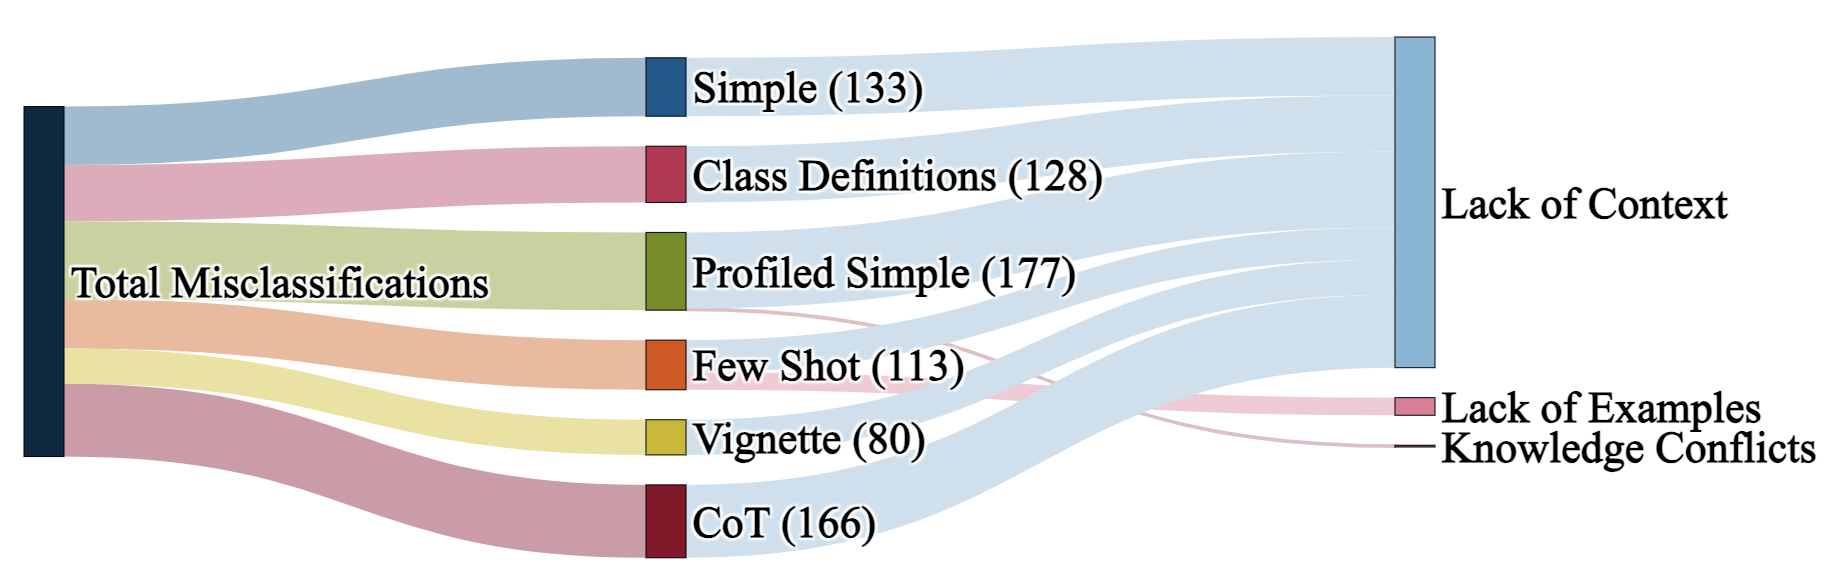 Total Misclassifications
Simple (133)
Class Definitions (128)
Profiled Simple (177)
Few Shot (113)
Vignette (80)
CoT (166)
Lack of Context
Lack of Examples
Knowledge Conflicts